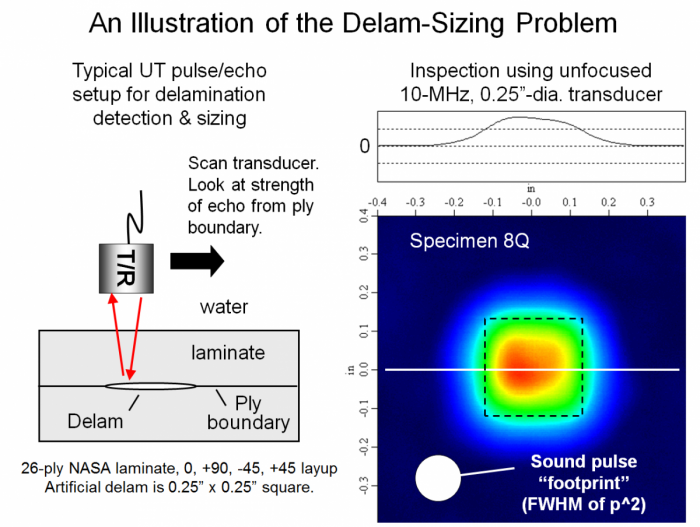 An Illustration of the Delam-Sizing Problem
Typical UT pulse/echo
setup for delamination
detection & sizing
Scan transducer.
Look at strength
of echo from ply
boundary.
T/R
water
laminate
Delam
Ply
boundary
26-ply NASA laminate, 0, +90, -45, +45 layup
Artificial delam is 0.25” x 0.25” square.
Inspection using unfocused
10-MHz, 0.25”-dia. transducer
0
in
-0.4 -0.3 -0.2 -0.1 -0.0 0.1 0.2 0.3
0.4
0.3
0.2
0.1
0.0
in
-0.1
-0.2
-0.3
Specimen 8Q
Sound pulse
“footprint”
(FWHM of p^2)